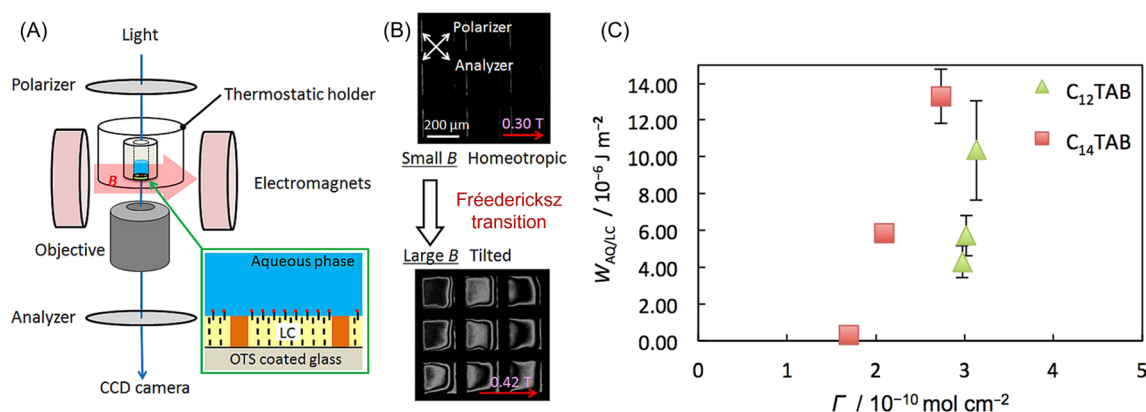 (A)
Light
Polarizer
Thermostatic holder
B
Electromagnets
Objective
Aqueous phase
Analyzer
LC
OTS coated glass
CCD camera
(B)
Polarizer
Analyzer
200 μm
0.30 T
Small B Homeotropic
Fréedericksz
transition
Large B Tilted
0.42 T
(C)
W_AQ/LC / 10⁻⁶ J m⁻²
14.00
12.00
10.00
8.00
6.00
4.00
2.00
0.00
C₁₂TAB
C₁₄TAB
0 1 2 3 4 5
Γ / 10⁻¹⁰ mol cm⁻²